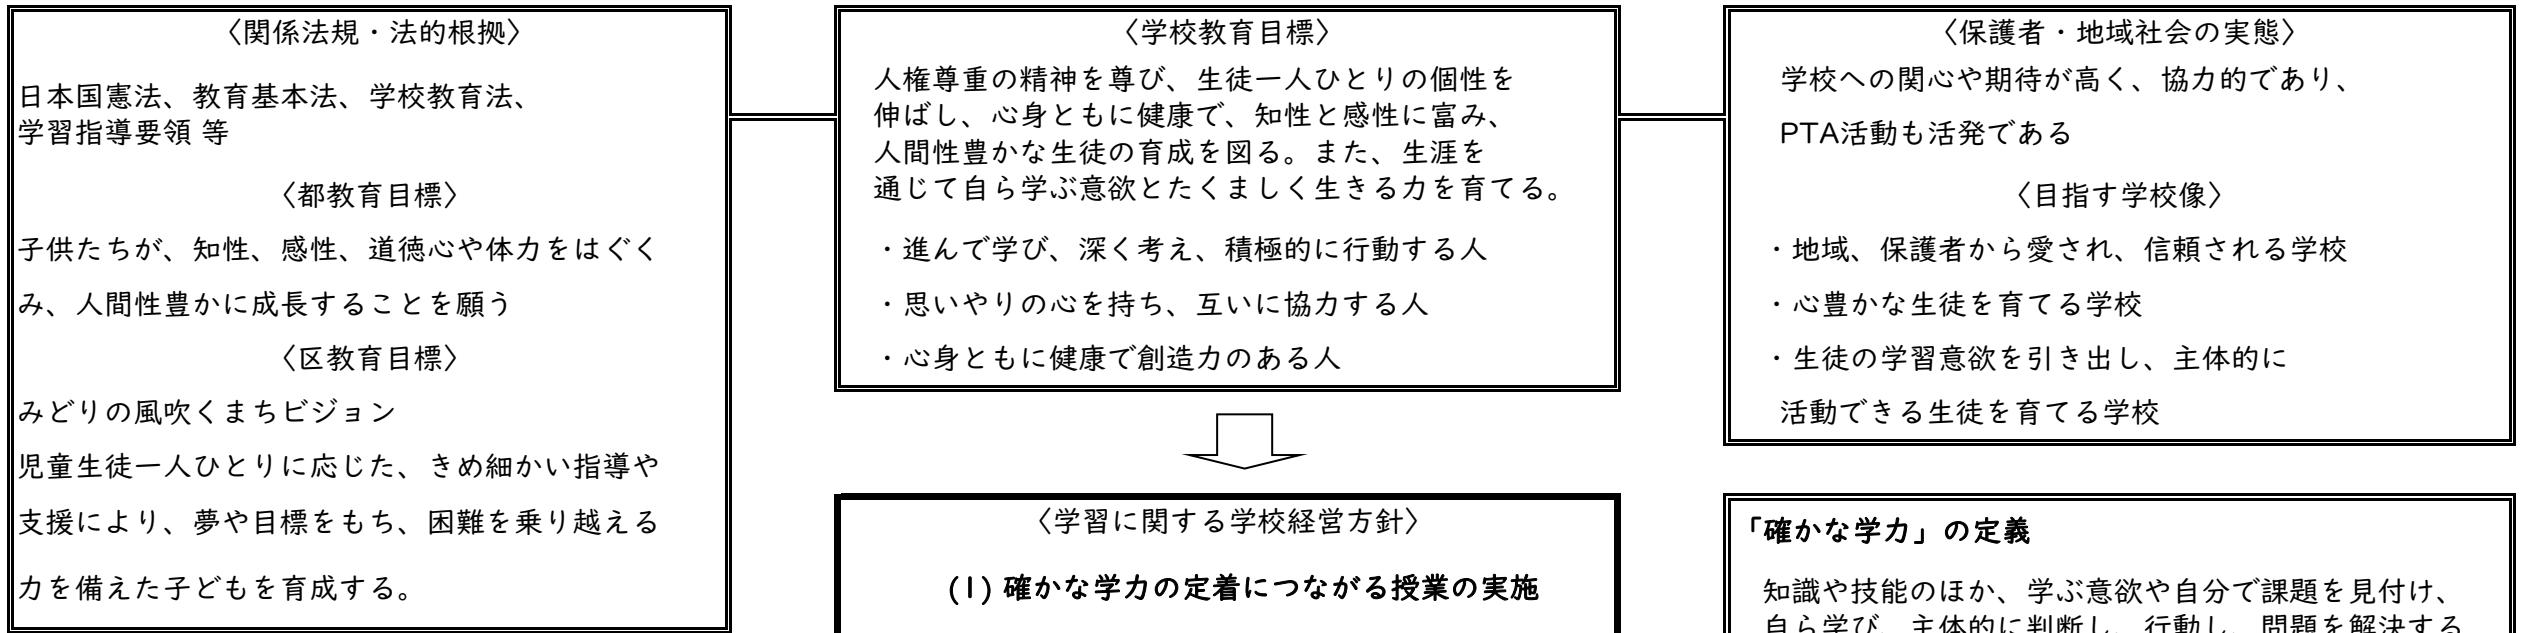 〈関係法規・法的根拠〉
日本国憲法、教育基本法、学校教育法、
学習指導要領 等
〈都教育目標〉
子供たちが、知性、感性、道徳心や体力をはぐく
み、人間性豊かに成長することを願う
〈区教育目標〉
みどりの風吹くまちビジョン
児童生徒一人ひとりに応じた、きめ細かい指導や
支援により、夢や目標をもち、困難を乗り越える
力を備えた子どもを育成する。
〈学校教育目標〉
人権尊重の精神を尊び、生徒一人ひとりの個性を
伸ばし、心身ともに健康で、知性と感性に富み、
人間性豊かな生徒の育成を図る。また、生涯を
通じて自ら学ぶ意欲とたくましく生きる力を育てる。
・進んで学び、深く考え、積極的に行動する人
・思いやりの心を持ち、互いに協力する人
・心身ともに健康で創造力のある人
〈保護者・地域社会の実態〉
学校への関心や期待が高く、協力的であり、
PTA活動も活発である
〈目指す学校像〉
・地域、保護者から愛され、信頼される学校
・心豊かな生徒を育てる学校
・生徒の学習意欲を引き出し、主体的に
活動できる生徒を育てる学校
〈学習に関する学校経営方針〉
(1) 確かな学力の定着につながる授業の実施
「確かな学力」の定義
知識や技能のほか、学ぶ意欲や自分で課題を見付け、
自ら学び、主体的に判断し、行動し、問題を解決する